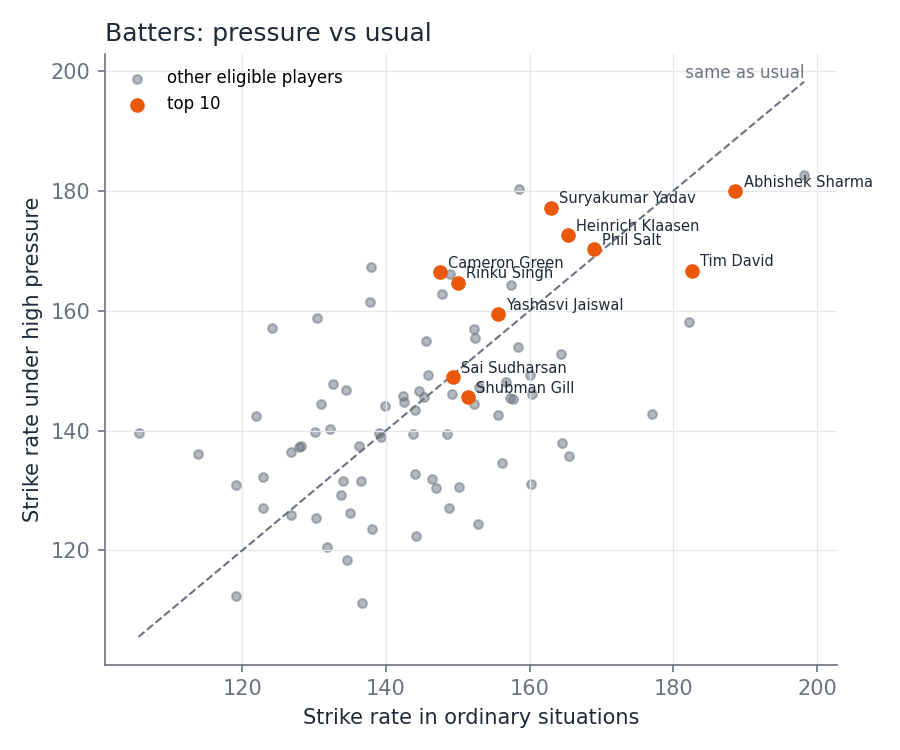 Batters: pressure vs usual
other eligible players
top 10
same as usual
Abhishek Sharma
Suryakumar Yadav
Heinrich Klaasen
Phil Salt
Tim David
Cameron Green
Rinku Singh
Yashasvi Jaiswal
Sai Sudharsan
Shubman Gill
200
180
160
140
120
Strike rate under high pressure
120 140 160 180 200
Strike rate in ordinary situations